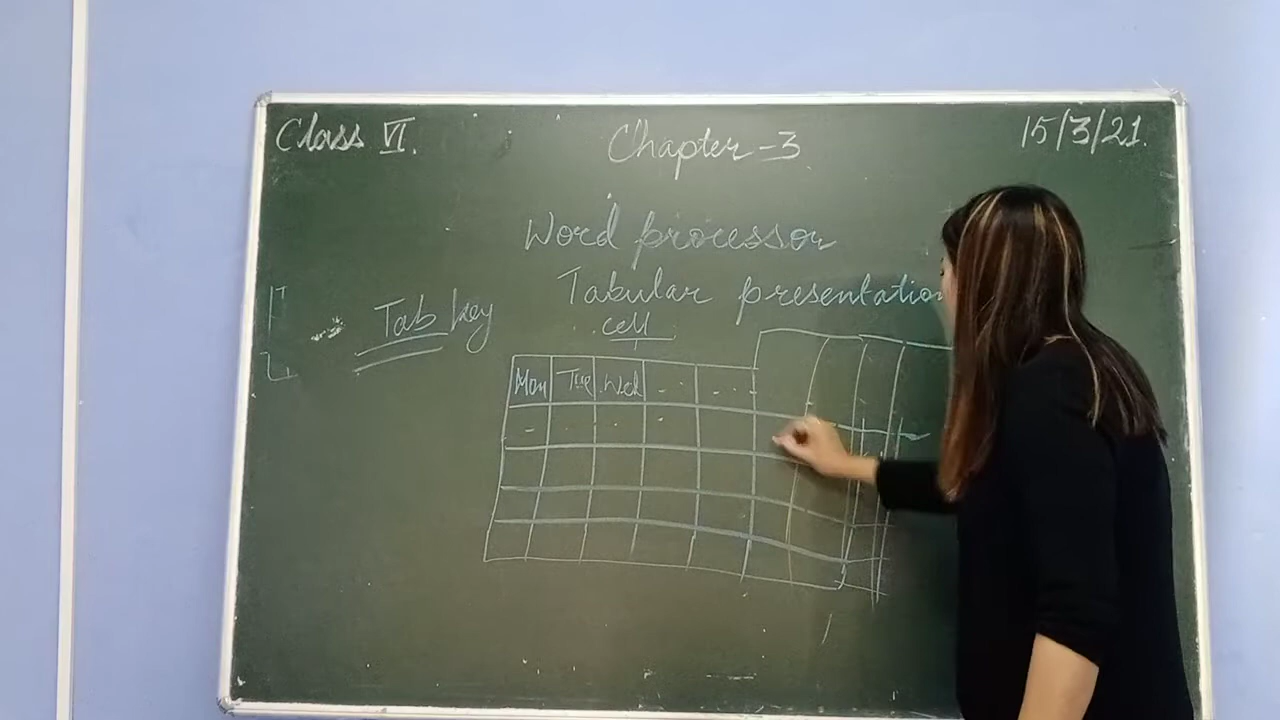 Class VI.
Chapter-3
15/3/21.
Word processor
Tabular presentation
Tab key
cell
Mon Tue Wed